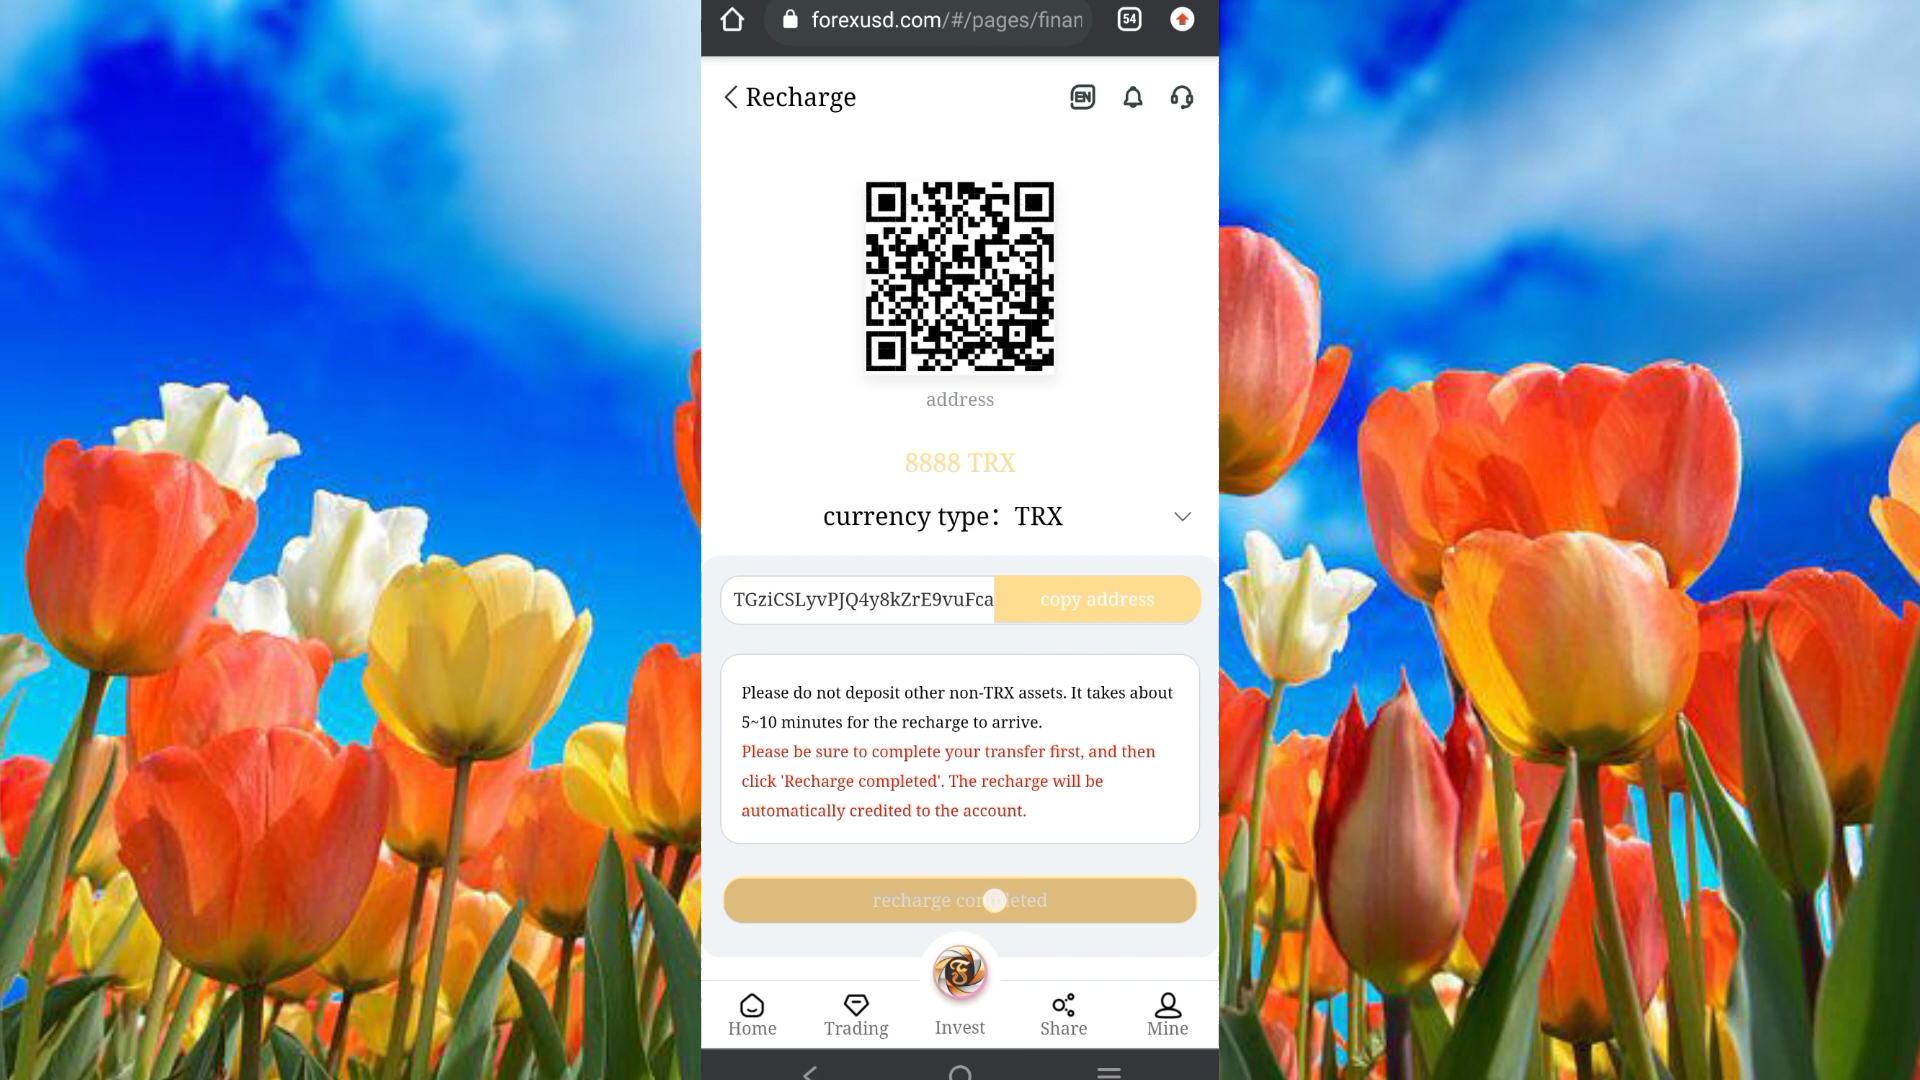 forexusd.com/#/pages/finan
54
Recharge
EN
address
8888 TRX
currency type: TRX
TGziCSLyvPJQ4y8kZrE9vuFca
copy address
Please do not deposit other non-TRX assets. It takes about
5~10 minutes for the recharge to arrive.
Please be sure to complete your transfer first, and then
click 'Recharge completed'. The recharge will be
automatically credited to the account.
recharge completed
Home
Trading
Invest
Share
Mine